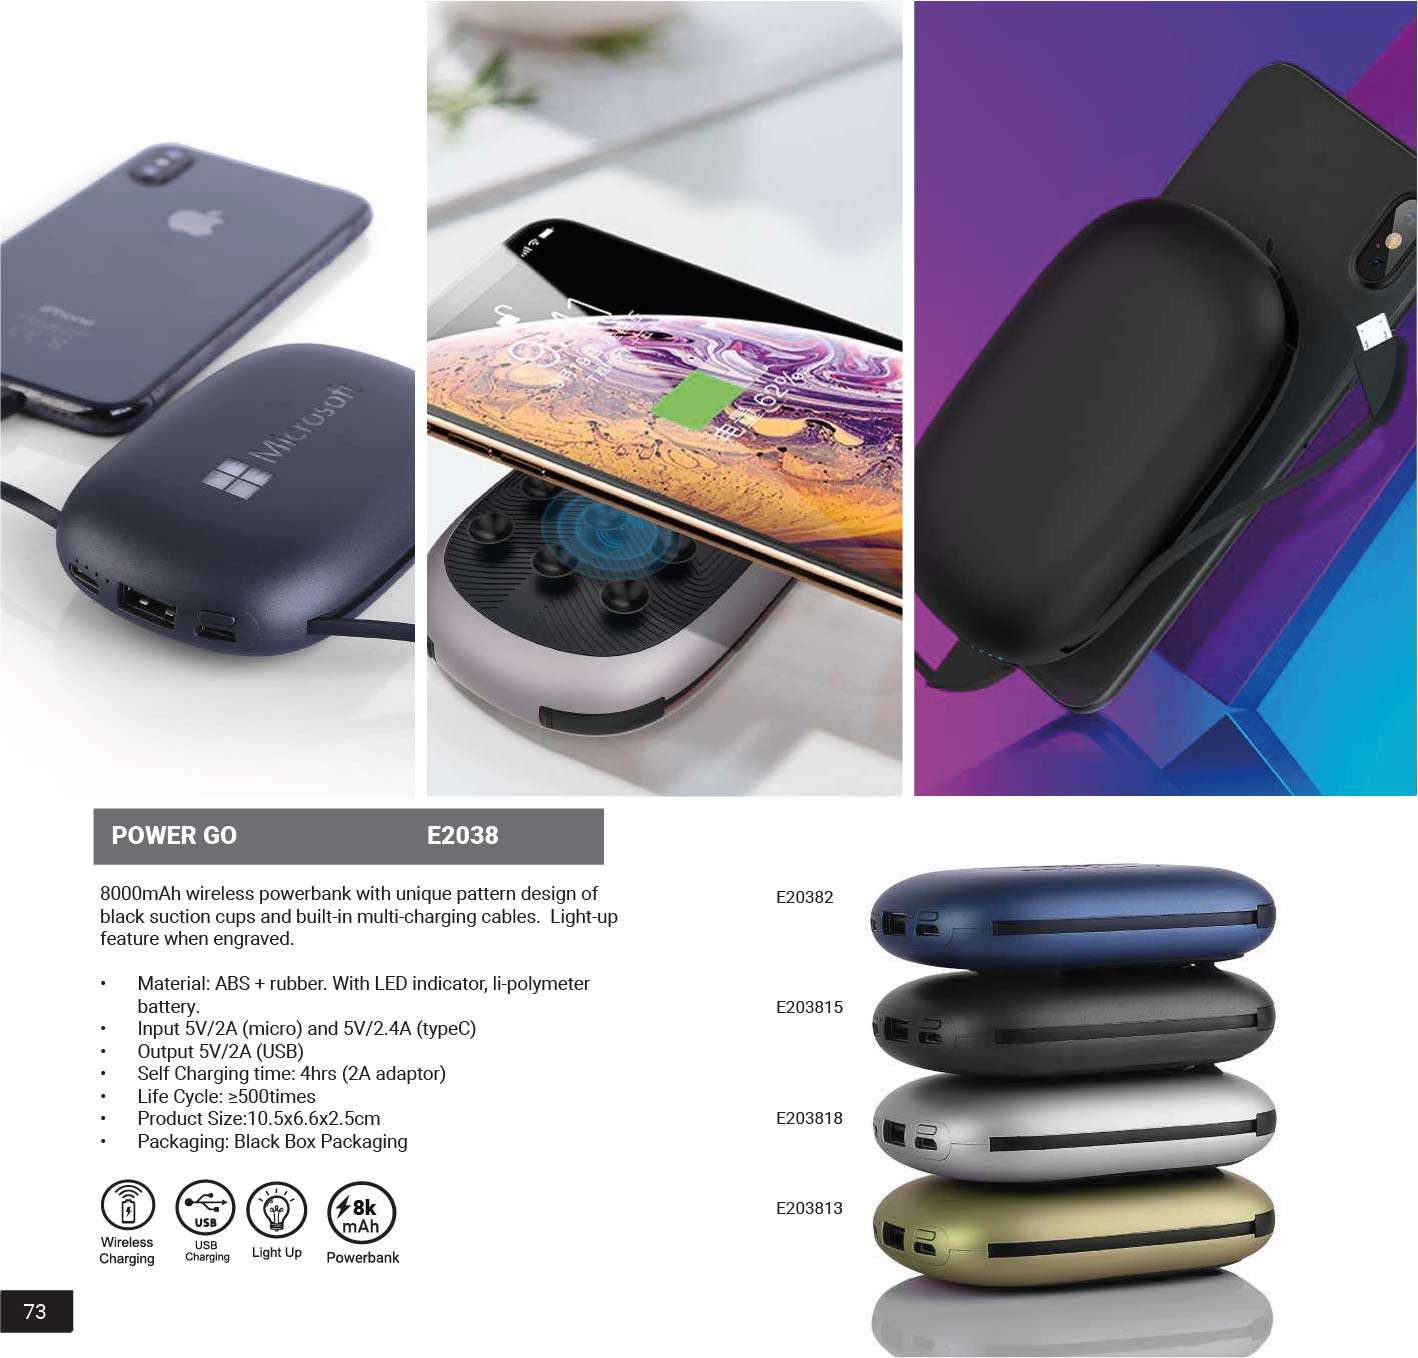 iPhone
Microsoft
电量 62%
POWER GO E2038
8000mAh wireless powerbank with unique pattern design of
black suction cups and built-in multi-charging cables. Light-up
feature when engraved.
• Material: ABS + rubber. With LED indicator, li-polymeter
battery.
• Input 5V/2A (micro) and 5V/2.4A (typeC)
• Output 5V/2A (USB)
• Self Charging time: 4hrs (2A adaptor)
• Life Cycle: ≥500times
• Product Size:10.5x6.6x2.5cm
• Packaging: Black Box Packaging
Wireless
Charging
USB
USB
Charging
Light Up
8k
mAh
Powerbank
E20382
E203815
E203818
E203813
73